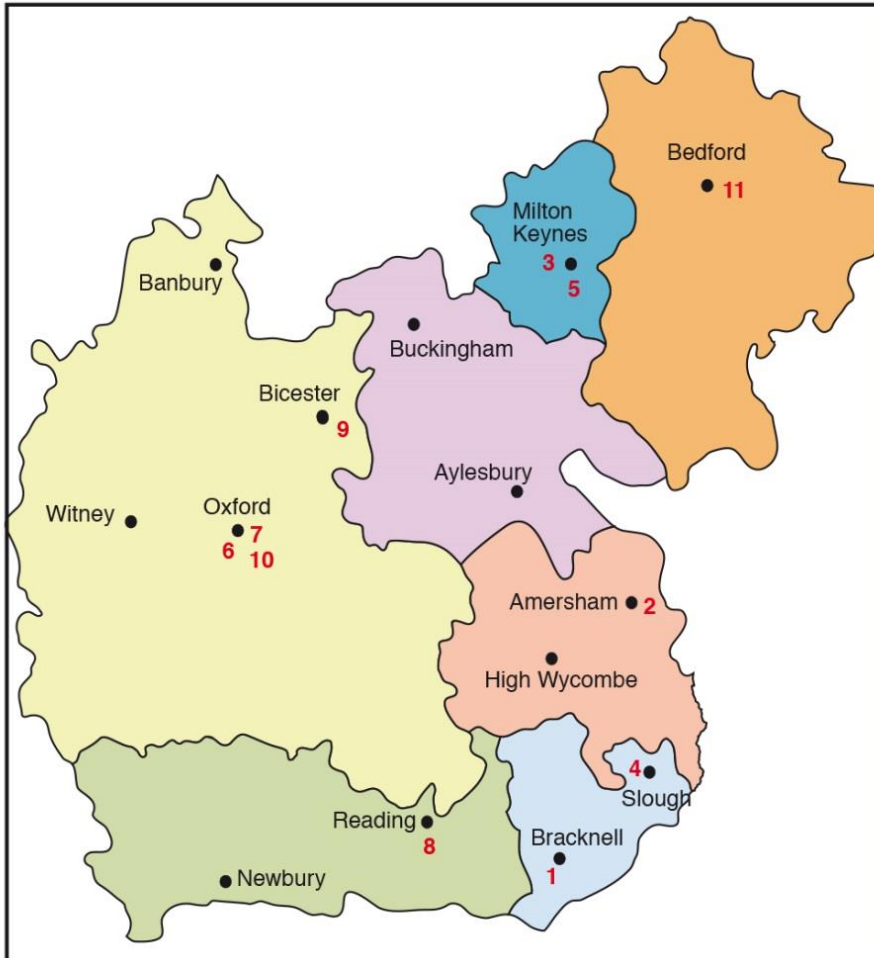 Bedford
11
Milton
Keynes
3
5
Banbury
Buckingham
Bicester
9
Aylesbury
Witney
Oxford
7
6
10
Amersham
2
High Wycombe
4
Slough
Reading
8
Bracknell
1
Newbury